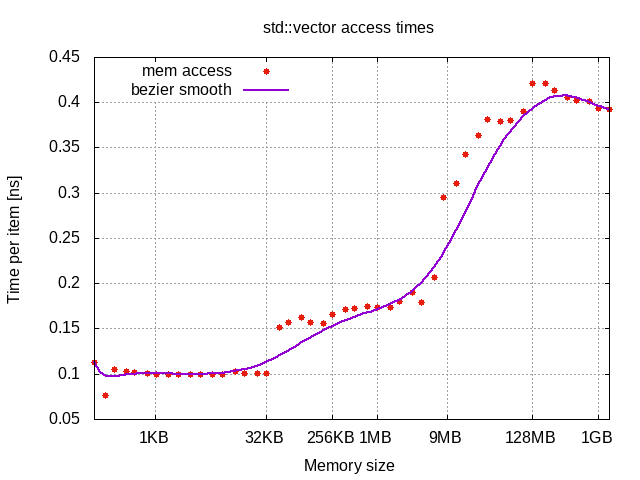 std::vector access times
mem access
bezier smooth
0.45
0.4
0.35
0.3
0.25
0.2
0.15
0.1
0.05
Time per item [ns]
1KB 32KB 256KB 1MB 9MB 128MB 1GB
Memory size